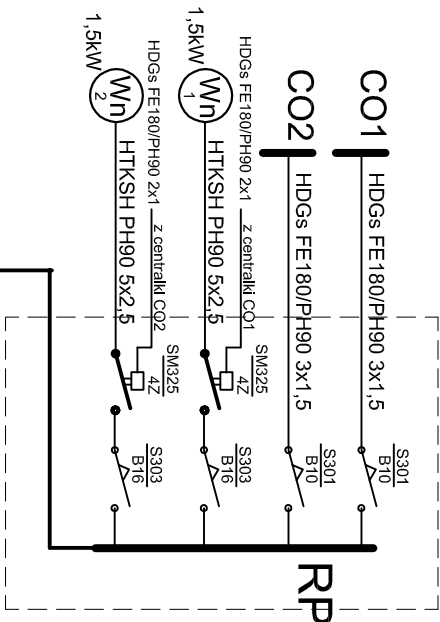 CO1
HDGs FE180/PH90 3x1,5
S301
B10
CO2
HDGs FE180/PH90 3x1,5
S301
B10
RP
1,5kW
Wn
1
HDGs FE180/PH90 2x1
z centralki CO1
HTKSH PH90 5x2,5
SM325
4Z
S303
B16
1,5kW
Wn
2
HDGs FE180/PH90 2x1
z centralki CO2
HTKSH PH90 5x2,5
SM325
4Z
S303
B16